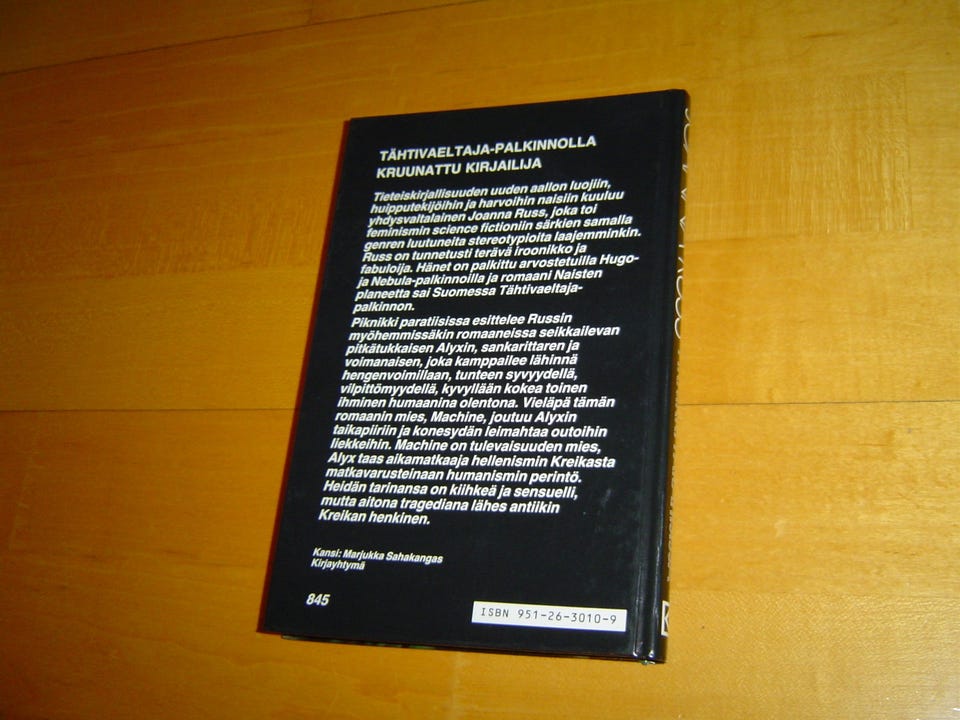 TÄHTIVAELTAJA-PALKINNOLLA
KRUUNATTU KIRJAILIJA
Tieteiskirjallisuuden uuden aallon luojiin,
huipputekijöihin ja harvoihin naisiin kuuluu
yhdysvaltalainen Joanna Russ, joka toi
feminismin science fictioniin särkien samalla
genren luutuneita stereotypioita laajemminkin.
Russ on tunnetusti terävä iroonikko ja
fabuloija. Hänet on palkittu arvostetuilla Hugo-
ja Nebula-palkinnoilla ja romaani Naisten
planeetta sai Suomessa Tähtivaeltaja-
palkinnon.
Piknikki paratiisissa esittelee Russin
myöhemmissäkin romaaneissa seikkailevan
pitkätukkaisen Alyxin, sankarittaren ja
voimanaisen, joka kamppailee lähinnä
hengenvoimillaan, tunteen syvyydellä,
vilpittömyydellä, kyvyllään kokea toinen
ihminen humaanina olentona. Vieläpä tämän
romaanin mies, Machine, joutuu Alyxin
taikapiiriin ja konesydän leimahtaa outoihin
liekkeihin. Machine on tulevaisuuden mies,
Alyx taas aikamatkaaja hellenismin Kreikasta
matkavarusteinaan humanismin perintö.
Heidän tarinansa on kiihkeä ja sensuelli,
mutta aitona tragediana lähes antiikin
Kreikan henkinen.
Kansi: Marjukka Sahakangas
Kirjayhtymä
845
ISBN 951-26-3010-9